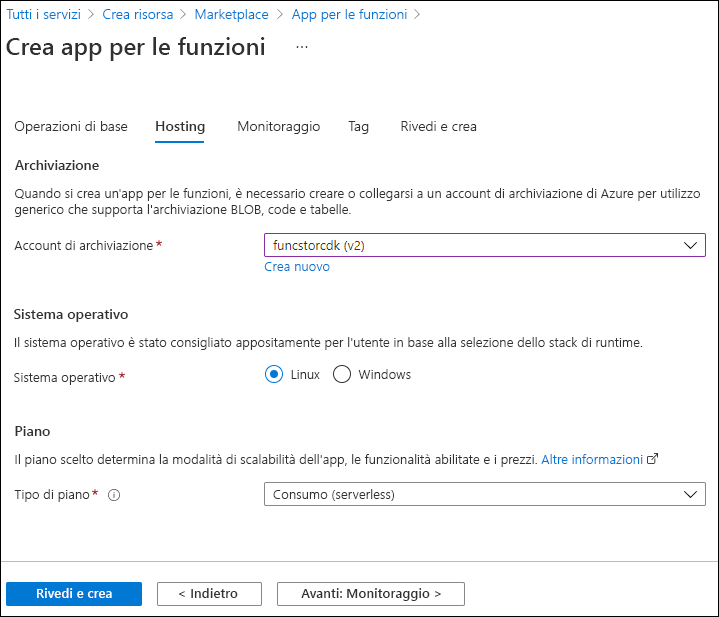 Tutti i servizi > Crea risorsa > Marketplace > App per le funzioni >
Crea app per le funzioni ...
Operazioni di base Hosting Monitoraggio Tag Rivedi e crea
Archiviazione
Quando si crea un'app per le funzioni, è necessario creare o collegarsi a un account di archiviazione di Azure per utilizzo
generico che supporta l'archiviazione BLOB, code e tabelle.
Account di archiviazione * funcstorcdk (v2)
Crea nuovo
Sistema operativo
Il sistema operativo è stato consigliato appositamente per l'utente in base alla selezione dello stack di runtime.
Sistema operativo * Linux Windows
Piano
Il piano scelto determina la modalità di scalabilità dell'app, le funzionalità abilitate e i prezzi. Altre informazioni
Tipo di piano * Consumo (serverless)
Rivedi e crea < Indietro Avanti: Monitoraggio >